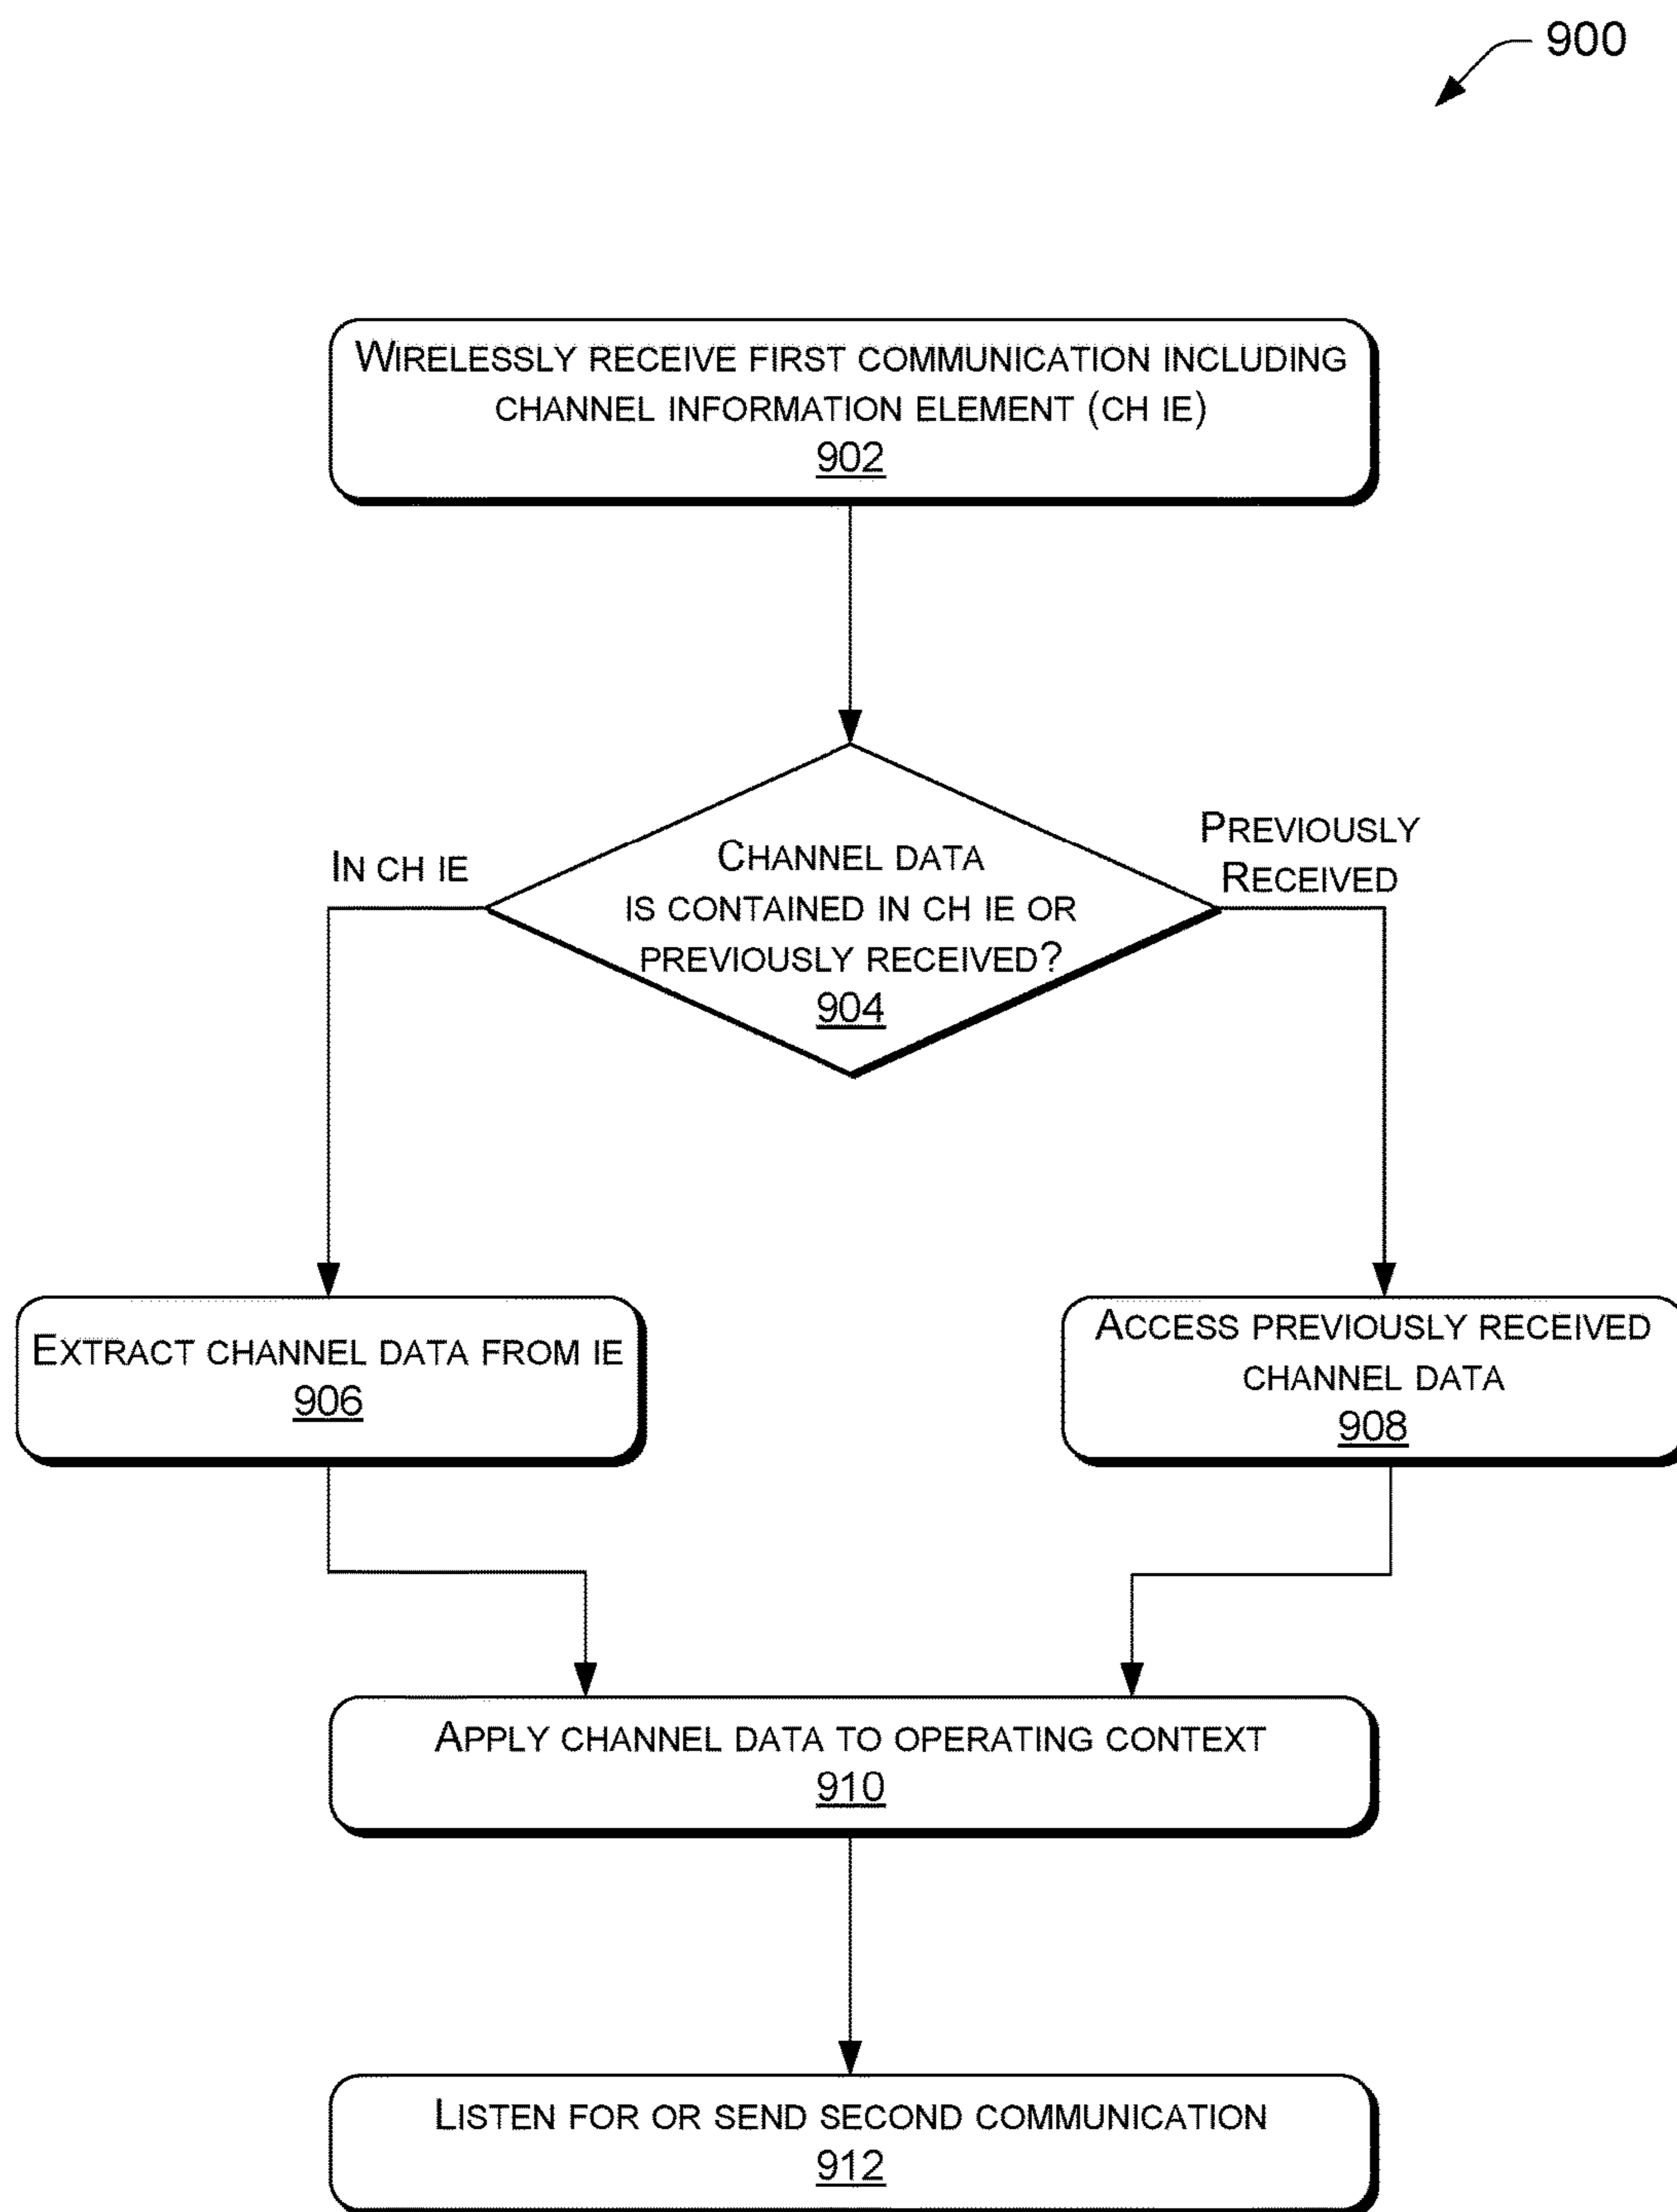 900
WIRELESSLY RECEIVE FIRST COMMUNICATION INCLUDING
CHANNEL INFORMATION ELEMENT (CH IE)
902
IN CH IE
PREVIOUSLY
RECEIVED
CHANNEL DATA
IS CONTAINED IN CH IE OR
PREVIOUSLY RECEIVED?
904
EXTRACT CHANNEL DATA FROM IE
906
ACCESS PREVIOUSLY RECEIVED
CHANNEL DATA
908
APPLY CHANNEL DATA TO OPERATING CONTEXT
910
LISTEN FOR OR SEND SECOND COMMUNICATION
912